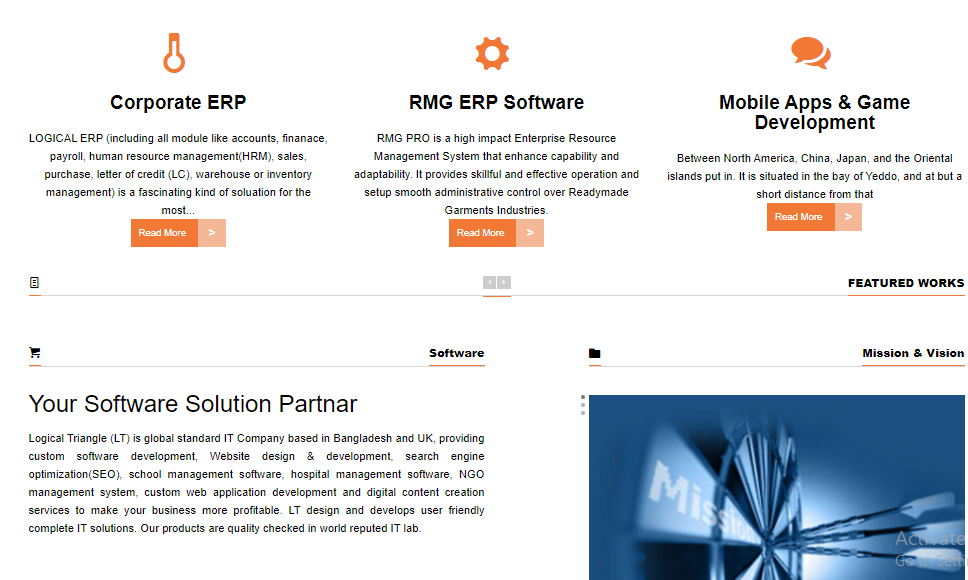 Corporate ERP
LOGICAL ERP (including all module like accounts, finanace,
payroll, human resource management(HRM), sales,
purchase, letter of credit (LC), warehouse or inventory
management) is a fascinating kind of soluation for the
most...
Read More >
RMG ERP Software
RMG PRO is a high impact Enterprise Resource
Management System that enhance capability and
adaptability. It provides skillful and effective operation and
setup smooth administrative control over Readymade
Garments Industries.
Read More >
Mobile Apps & Game
Development
Between North America, China, Japan, and the Oriental
islands put in. It is situated in the bay of Yeddo, and at but a
short distance from that
Read More >
FEATURED WORKS
Software
Your Software Solution Partnar
Logical Triangle (LT) is global standard IT Company based in Bangladesh and UK, providing
custom software development, Website design & development, search engine
optimization(SEO), school management software, hospital management software, NGO
management system, custom web application development and digital content creation
services to make your business more profitable. LT design and develops user friendly
complete IT solutions. Our products are quality checked in world reputed IT lab.
Mission & Vision
Mission
Activate
Go to Setti